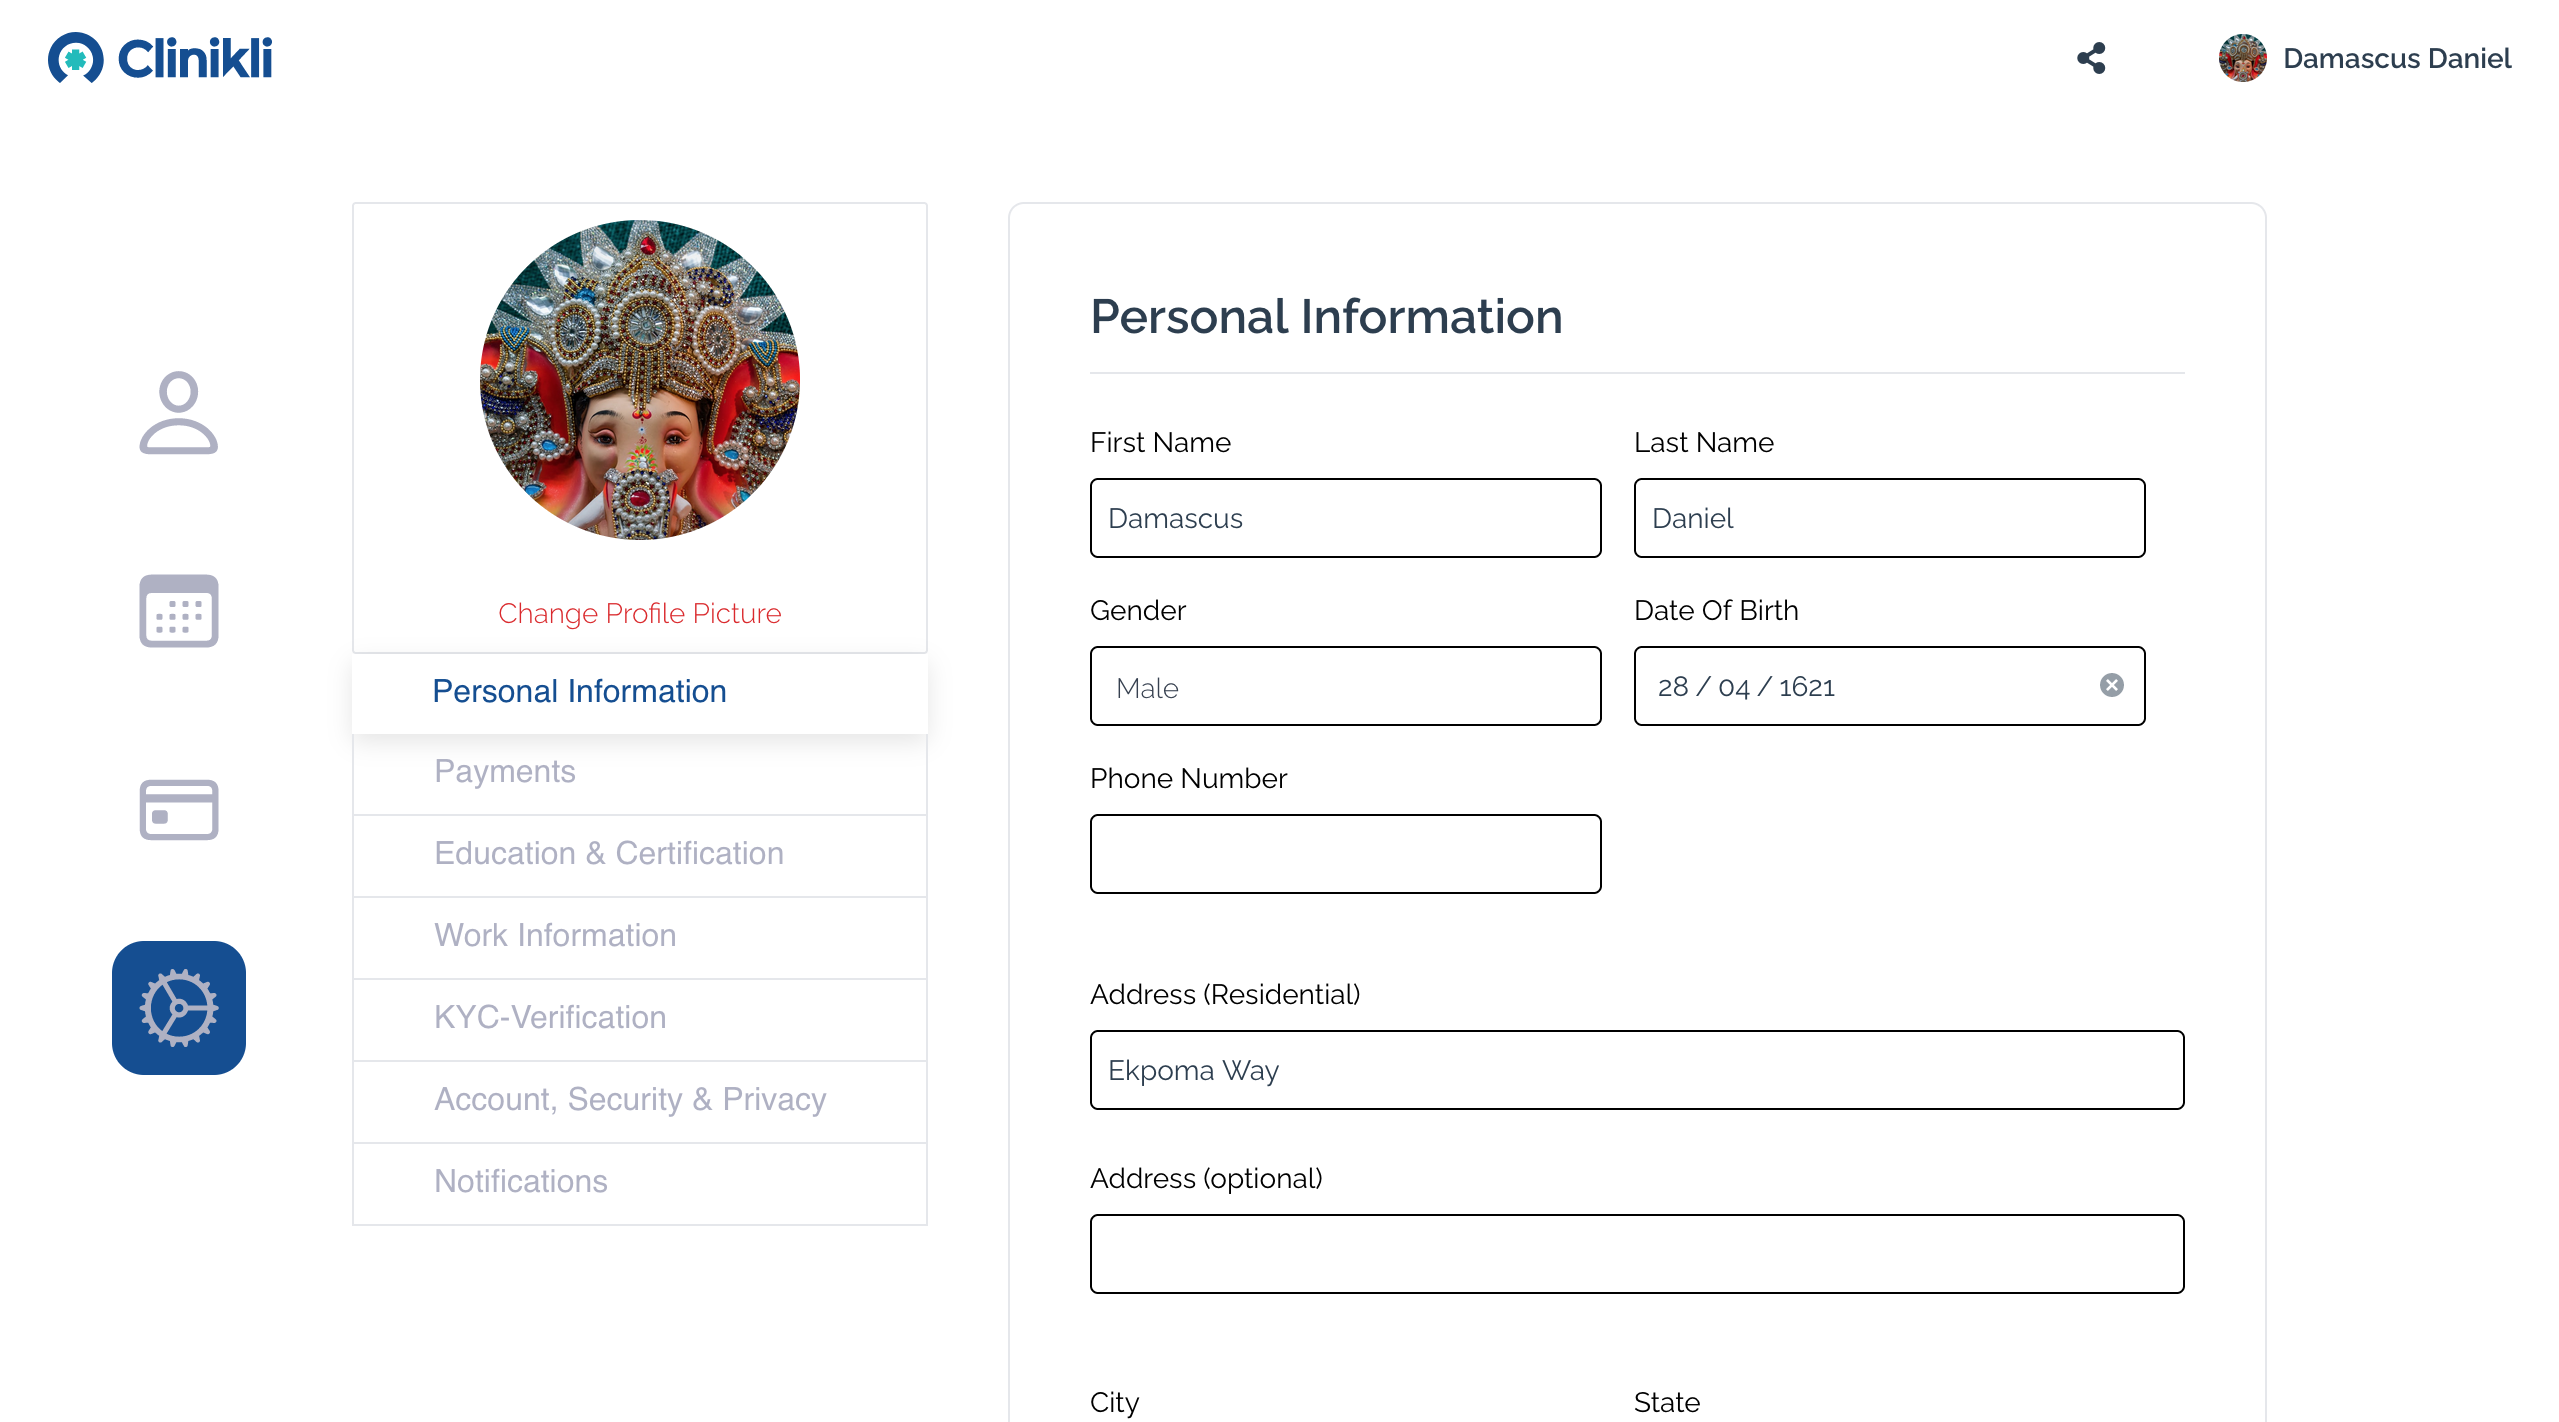 Clinikli
Damascus Daniel
Change Profile Picture
Personal Information
Payments
Education & Certification
Work Information
KYC-Verification
Account, Security & Privacy
Notifications
Personal Information
First Name
Last Name
Damascus
Daniel
Gender
Date Of Birth
Male
28 / 04 / 1621
Phone Number
Address (Residential)
Ekpoma Way
Address (optional)
City
State